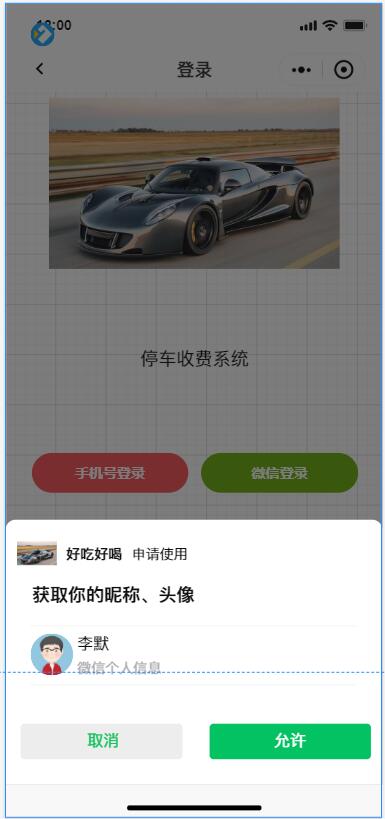 18:00
登录
停车收费系统
手机号登录
微信登录
好吃好喝 申请使用
获取你的昵称、头像
李默
微信个人信息
取消
允许